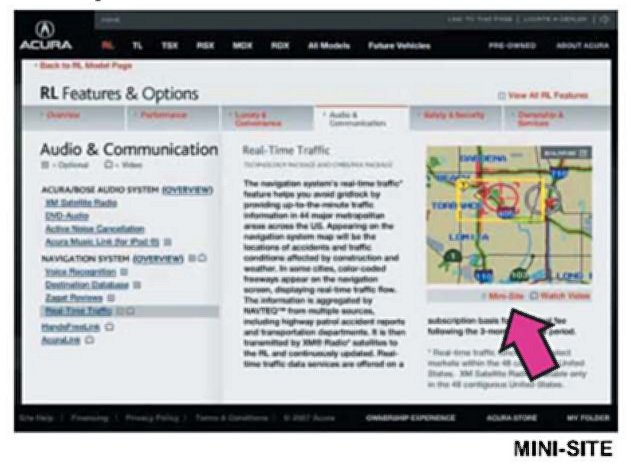 HOME
LINK TO THIS PAGE | LOCATE A DEALER
ACURA
RL TL TSX RSX MDX RDX All Models Future Vehicles PRE-OWNED ABOUT ACURA
Back to RL Model Page
RL Features & Options
View All RL Features
Overview
Performance
Luxury &
Convenience
Audio &
Communication
Safety & Security
Ownership &
Services
Audio & Communication
= Optional = Video
ACURA/BOSE AUDIO SYSTEM (OVERVIEW)
XM Satellite Radio
DVD-Audio
Active Noise Cancellation
Acura Music Link (for iPod ®)
NAVIGATION SYSTEM (OVERVIEW)
Voice Recognition
Destination Database
Zagat Reviews
Real-Time Traffic
HandsFreeLink
AcuraLink
Real-Time Traffic
TECHNOLOGY PACKAGE AND CMBS/PAX PACKAGE
The navigation system's real-time traffic*
feature helps you avoid gridlock by
providing up-to-the-minute traffic
information in 44 major metropolitan
areas across the US. Appearing on the
navigation system map will be the
locations of accidents and traffic
conditions affected by construction and
weather. In some cities, color-coded
freeways appear on the navigation
screen, displaying real-time traffic flow.
The information is aggregated by
NAVTEQ™ from multiple sources,
including highway patrol accident reports
and transportation departments. It is then
transmitted by XM® Radio* satellites to
the RL and continuously updated. Real-
time traffic data services are offered on a
GARDENA
TORRANCE
LOMITA
LONG
110
Mini-Site Watch Video
subscription basis fee
following the 3-month period.
* Real-time traffic select
markets within the 48 United
States. XM Satellite Radio only
in the 48 contiguous United States.
Site Help | Financing | Privacy Policy | Terms & Conditions | © 2007 Acura OWNERSHIP EXPERIENCE ACURA STORE MY FOLDER
MINI-SITE